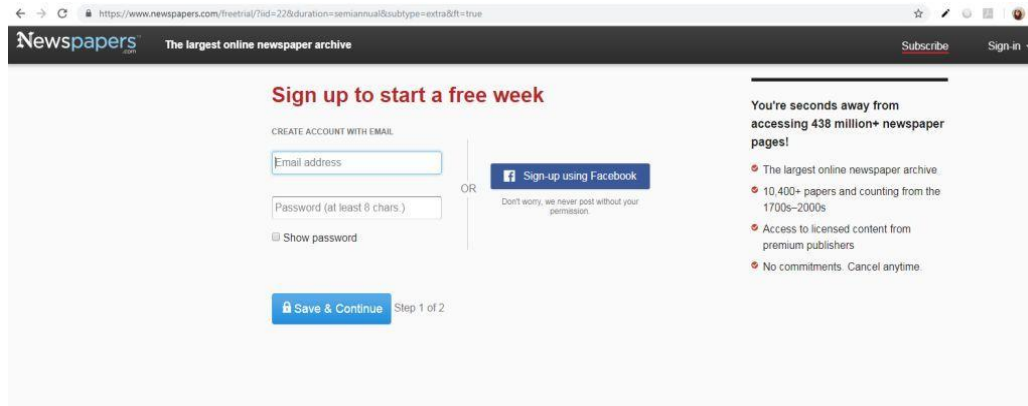 https://www.newspapers.com/freetrial/?iid=22&duration=semiannual&subtype=extra&ft=true
Newspapers™ .com
The largest online newspaper archive
Subscribe
Sign-in
Sign up to start a free week
CREATE ACCOUNT WITH EMAIL
Email address
Password (at least 8 chars.)
Show password
OR
Sign-up using Facebook
Don't worry, we never post without your
permission.
Save & Continue
Step 1 of 2
You're seconds away from
accessing 438 million+ newspaper
pages!
The largest online newspaper archive
10,400+ papers and counting from the
1700s–2000s
Access to licensed content from
premium publishers
No commitments. Cancel anytime.